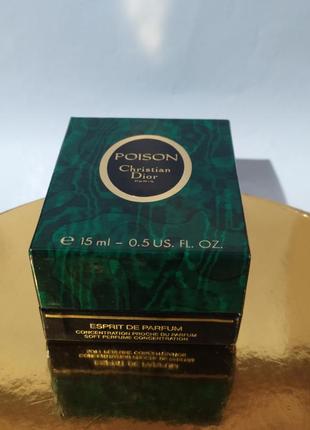 POISON
Christian
Dior
PARIS
℮ 15 ml – 0.5 US. FL. OZ.
ESPRIT DE PARFUM
CONCENTRATION PROCHE DU PARFUM
SOFT PERFUME CONCENTRATION